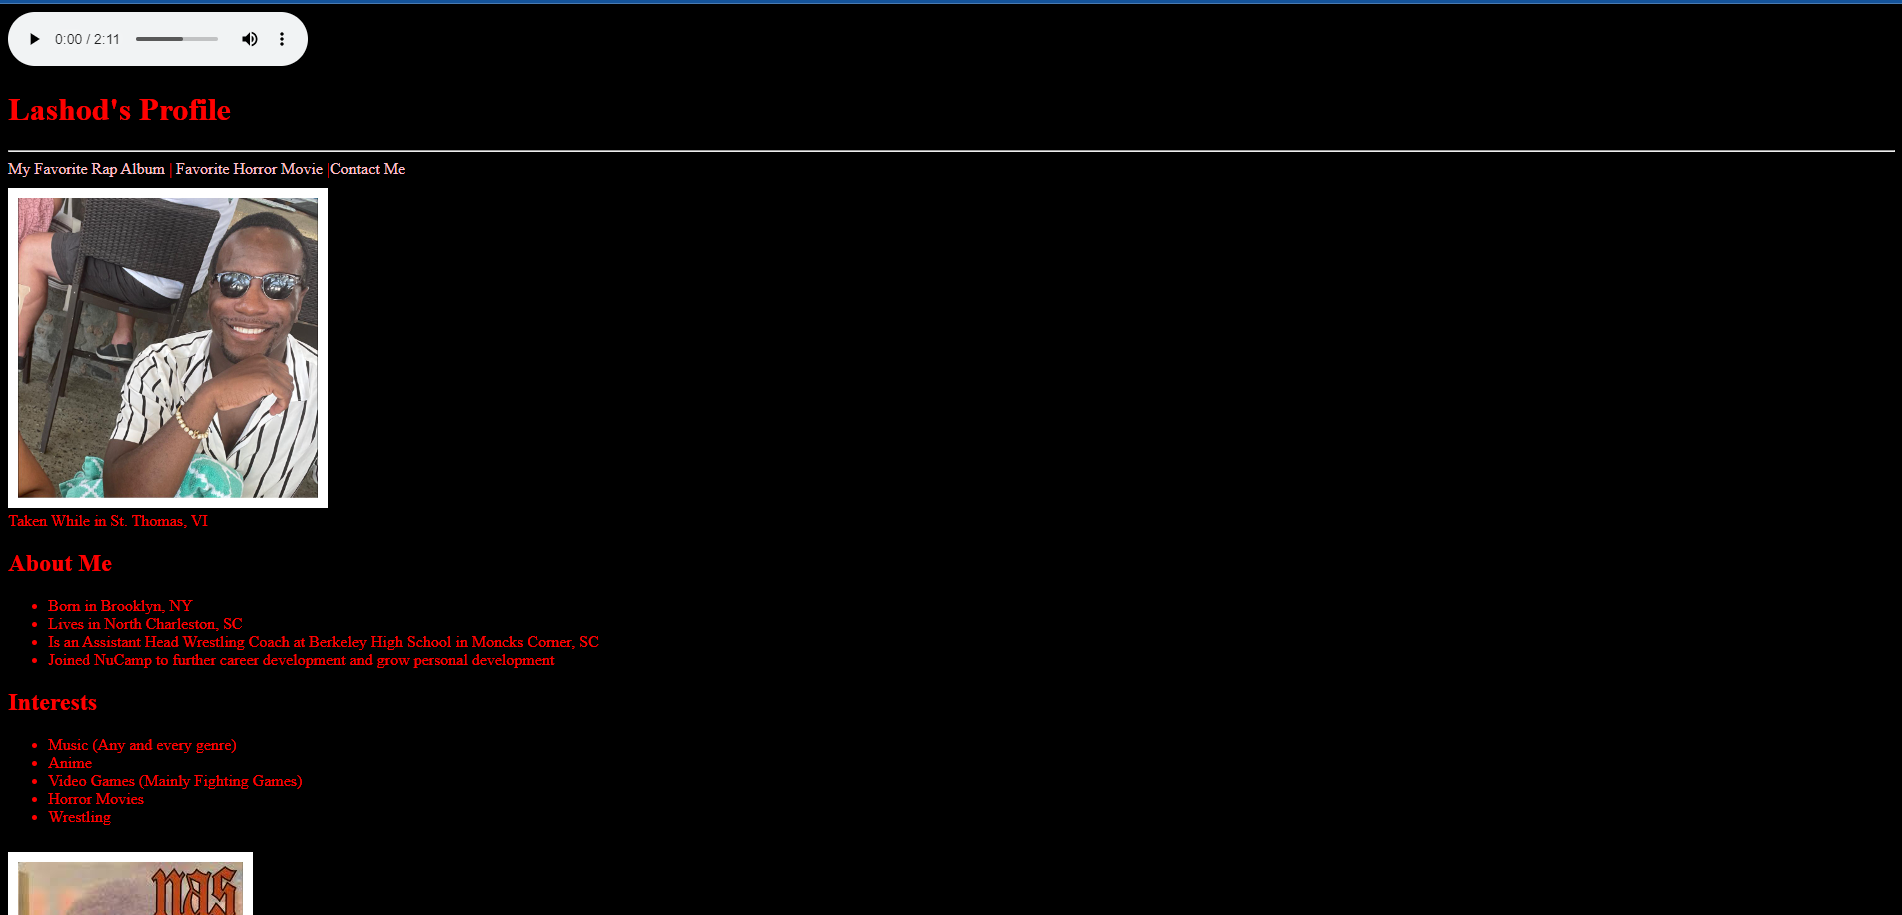 0:00 / 2:11
Lashod's Profile
My Favorite Rap Album | Favorite Horror Movie |Contact Me
Taken While in St. Thomas, VI
About Me
Born in Brooklyn, NY
Lives in North Charleston, SC
Is an Assistant Head Wrestling Coach at Berkeley High School in Moncks Corner, SC
Joined NuCamp to further career development and grow personal development
Interests
Music (Any and every genre)
Anime
Video Games (Mainly Fighting Games)
Horror Movies
Wrestling
nas